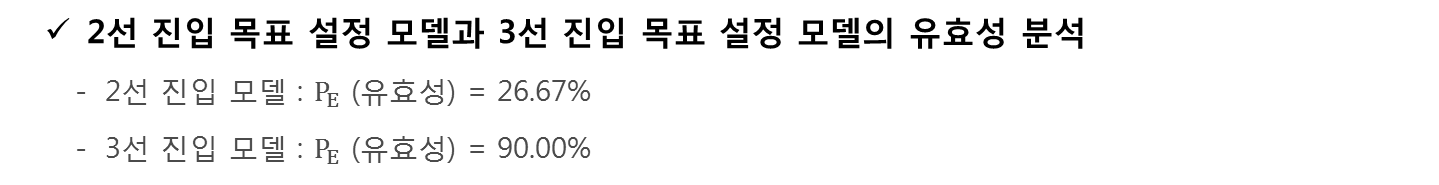 ✓ 2선 진입 목표 설정 모델과 3선 진입 목표 설정 모델의 유효성 분석
- 2선 진입 모델 : P_E (유효성) = 26.67%
- 3선 진입 모델 : P_E (유효성) = 90.00%